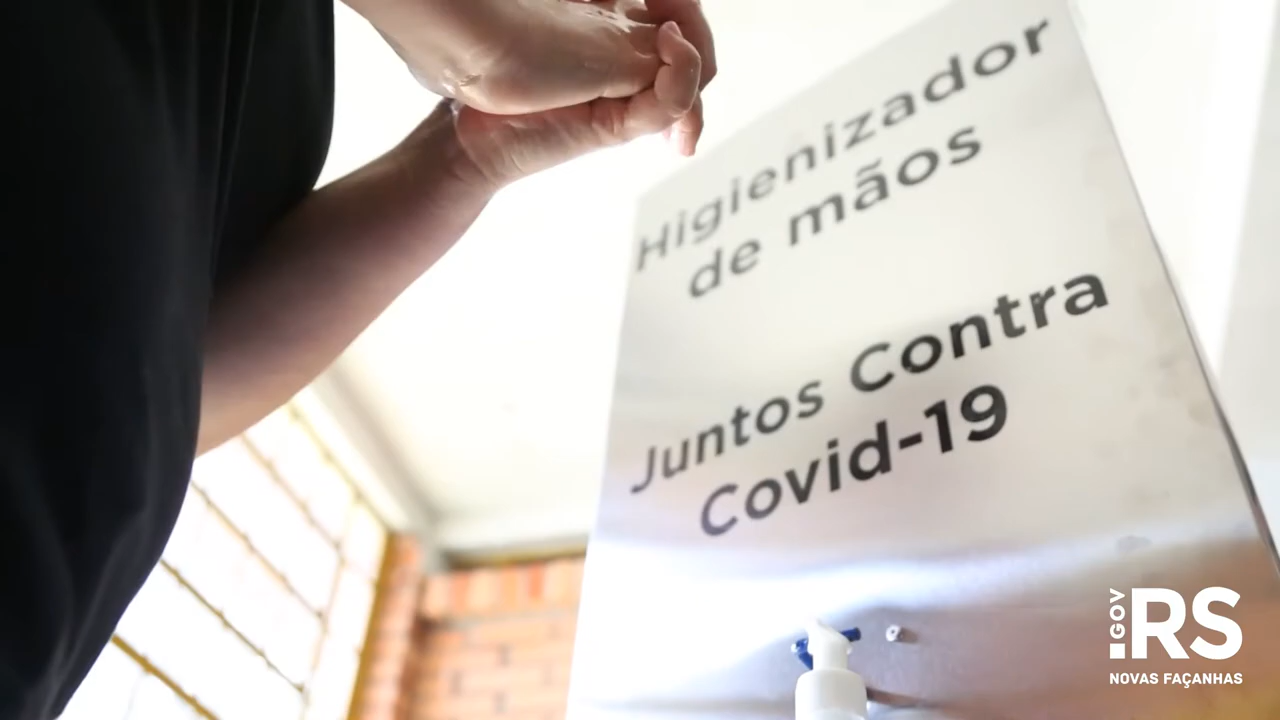 Higienizador
de mãos
Juntos Contra
Covid-19
.GOV
RS
NOVAS FAÇANHAS